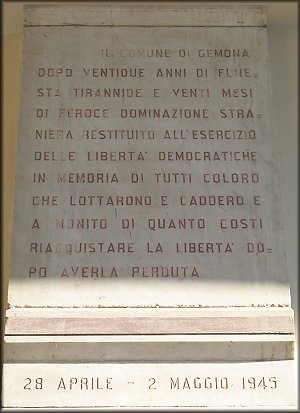 IL COMUNE DI GEMONA
DOPO VENTIDUE ANNI DI FUNE=
STA TIRANNIDE E VENTI MESI
DI FEROCE DOMINAZIONE STRA=
NIERA RESTITUITO ALL'ESERCIZIO
DELLE LIBERTA' DEMOCRATICHE
IN MEMORIA DI TUTTI COLORO
CHE LOTTARONO E CADDERO E
A MONITO DI QUANTO COSTI
RIACQUISTARE LA LIBERTA' DO=
PO AVERLA PERDUTA
28 APRILE - 2 MAGGIO 1945